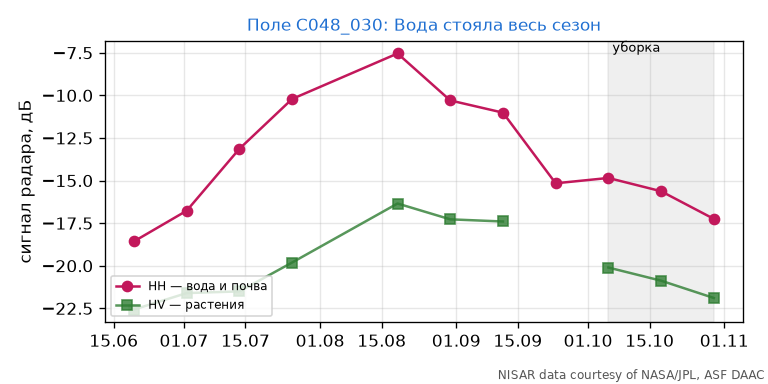 Поле C048_030: Вода стояла весь сезон
уборка
сигнал радара, дБ
−7.5
−10.0
−12.5
−15.0
−17.5
−20.0
−22.5
HH — вода и почва
HV — растения
15.06 01.07 15.07 01.08 15.08 01.09 15.09 01.10 15.10 01.11
NISAR data courtesy of NASA/JPL, ASF DAAC